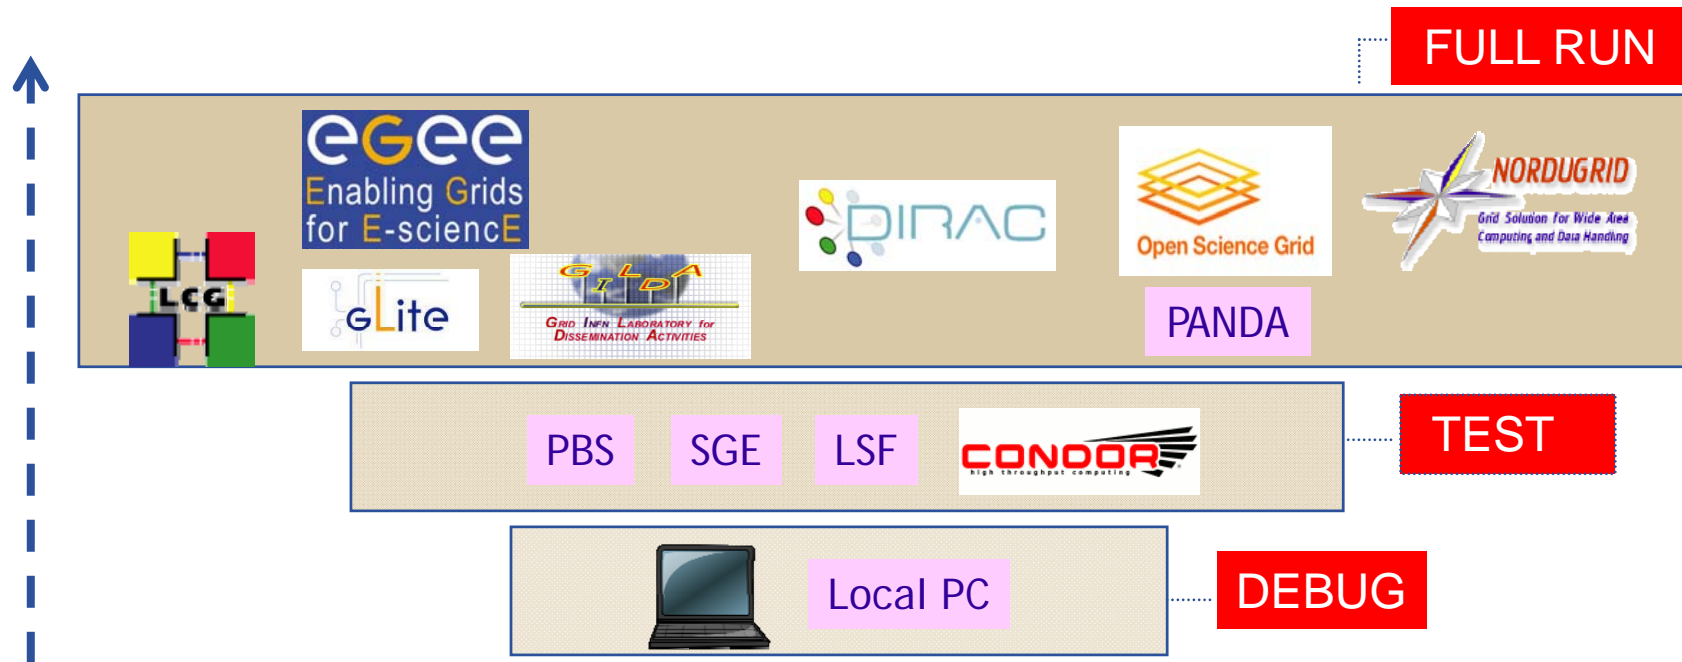 FULL RUN
eGee
Enabling Grids
for E-sciencE
LCG
gLite
GILDA
GRID INFN LABORATORY for
DISSEMINATION ACTIVITIES
DIRAC
Open Science Grid
PANDA
NORDUGRID
Grid Solution for Wide Area
Computing and Data Handling
PBS
SGE
LSF
CONDOR
high throughput computing
TEST
Local PC
DEBUG